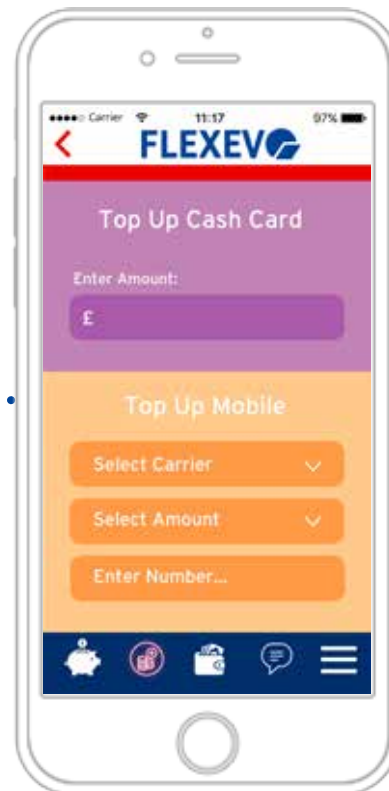 Carrier 11:17 97%
FLEXEVO
Top Up Cash Card
Enter Amount:
£
Top Up Mobile
Select Carrier
Select Amount
Enter Number...